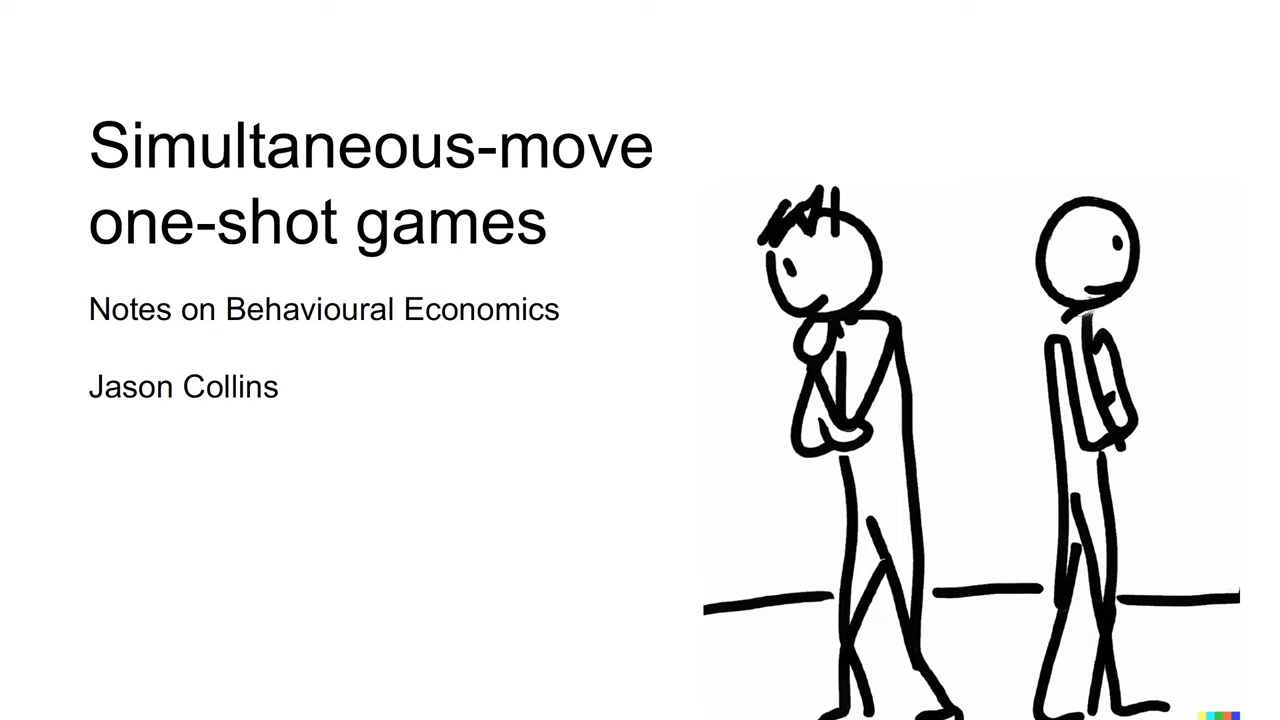 Simultaneous-move
one-shot games
Notes on Behavioural Economics
Jason Collins